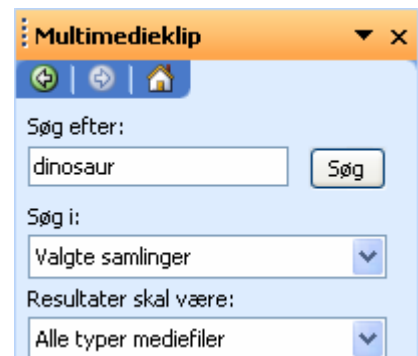 Multimedieklip
Søg efter:
dinosaur Søg
Søg i:
Valgte samlinger
Resultater skal være:
Alle typer mediefiler